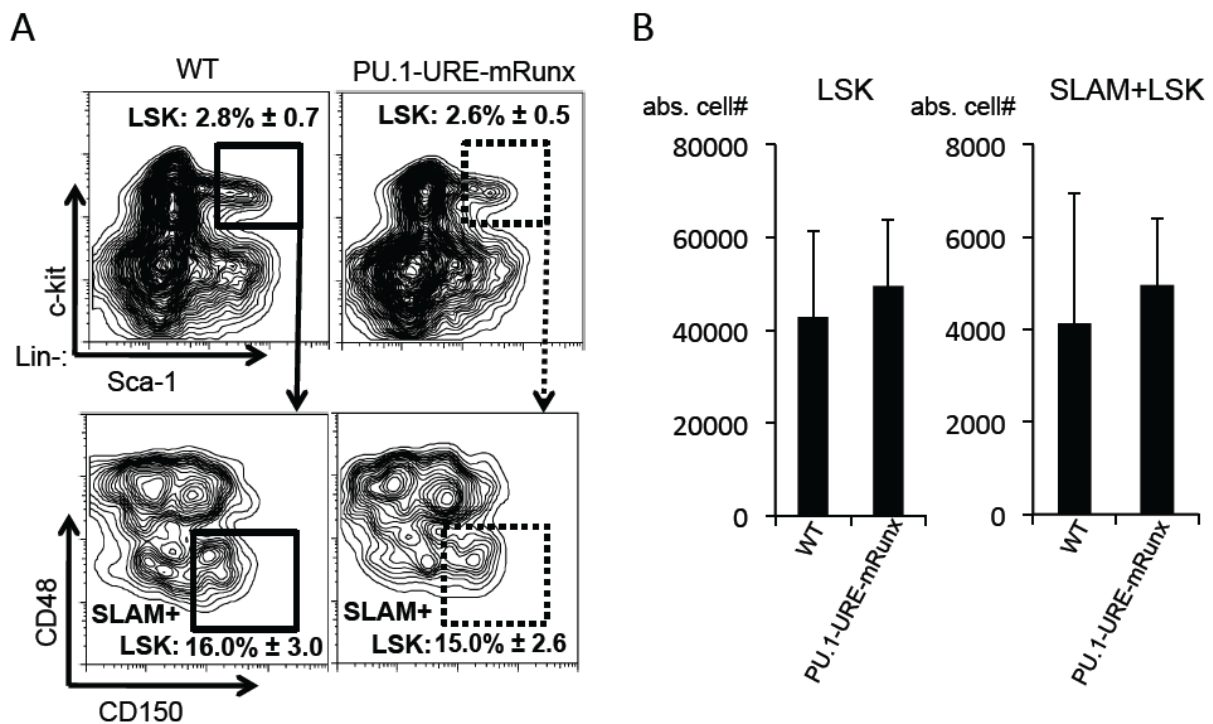 A
WT
PU.1-URE-mRunx
LSK: 2.8% ± 0.7
LSK: 2.6% ± 0.5
c-kit
Lin-:
Sca-1
SLAM+
LSK: 16.0% ± 3.0
SLAM+
LSK: 15.0% ± 2.6
CD48
CD150
B
LSK
abs. cell#
80000
60000
40000
20000
0
WT
PU.1-URE-mRunx
SLAM+LSK
abs. cell#
8000
6000
4000
2000
0
WT
PU.1-URE-mRunx